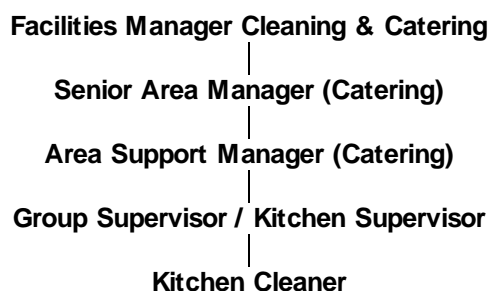 Facilities Manager Cleaning & Catering
Senior Area Manager (Catering)
Area Support Manager (Catering)
Group Supervisor / Kitchen Supervisor
Kitchen Cleaner